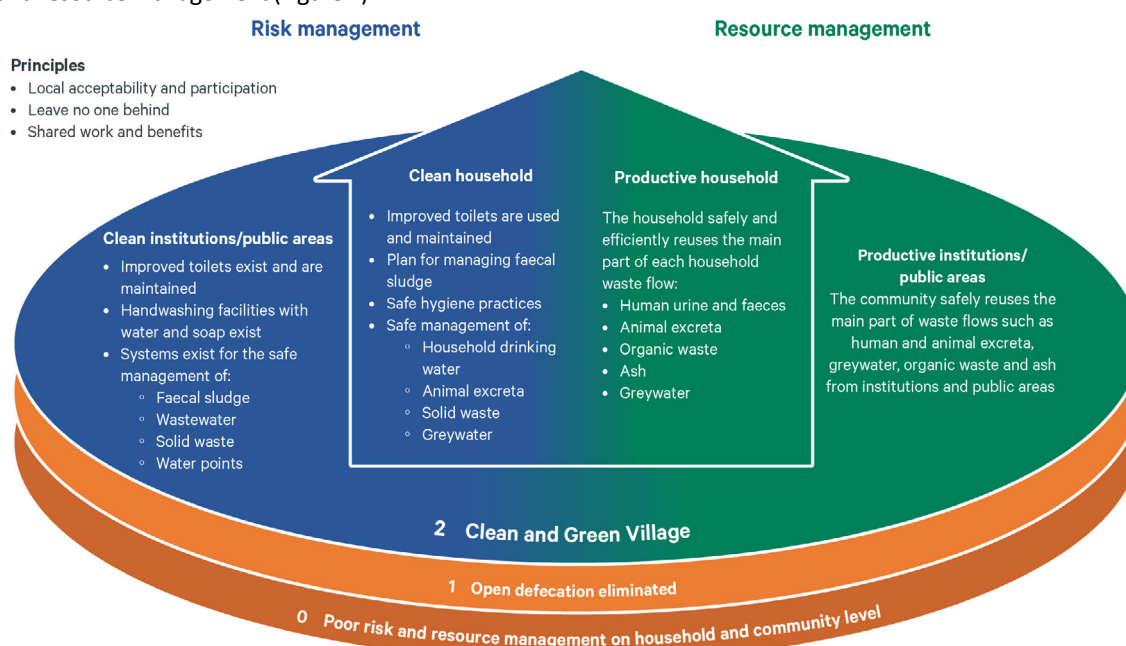 resource management (Figure
Risk management
Resource management
Principles
• Local acceptability and participation
• Leave no one behind
• Shared work and benefits
Clean institutions/public areas
• Improved toilets exist and are
maintained
• Handwashing facilities with
water and soap exist
• Systems exist for the safe
management of:
◦ Faecal sludge
◦ Wastewater
◦ Solid waste
◦ Water points
Clean household
• Improved toilets are used
and maintained
• Plan for managing faecal
sludge
• Safe hygiene practices
• Safe management of:
◦ Household drinking
water
◦ Animal excreta
◦ Solid waste
◦ Greywater
Productive household
The household safely and
efficiently reuses the main
part of each household
waste flow:
• Human urine and faeces
• Animal excreta
• Organic waste
• Ash
• Greywater
Productive institutions/
public areas
The community safely reuses the
main part of waste flows such as
human and animal excreta,
greywater, organic waste and ash
from institutions and public areas
2 Clean and Green Village
1 Open defecation eliminated
0 Poor risk and resource management on household and community level